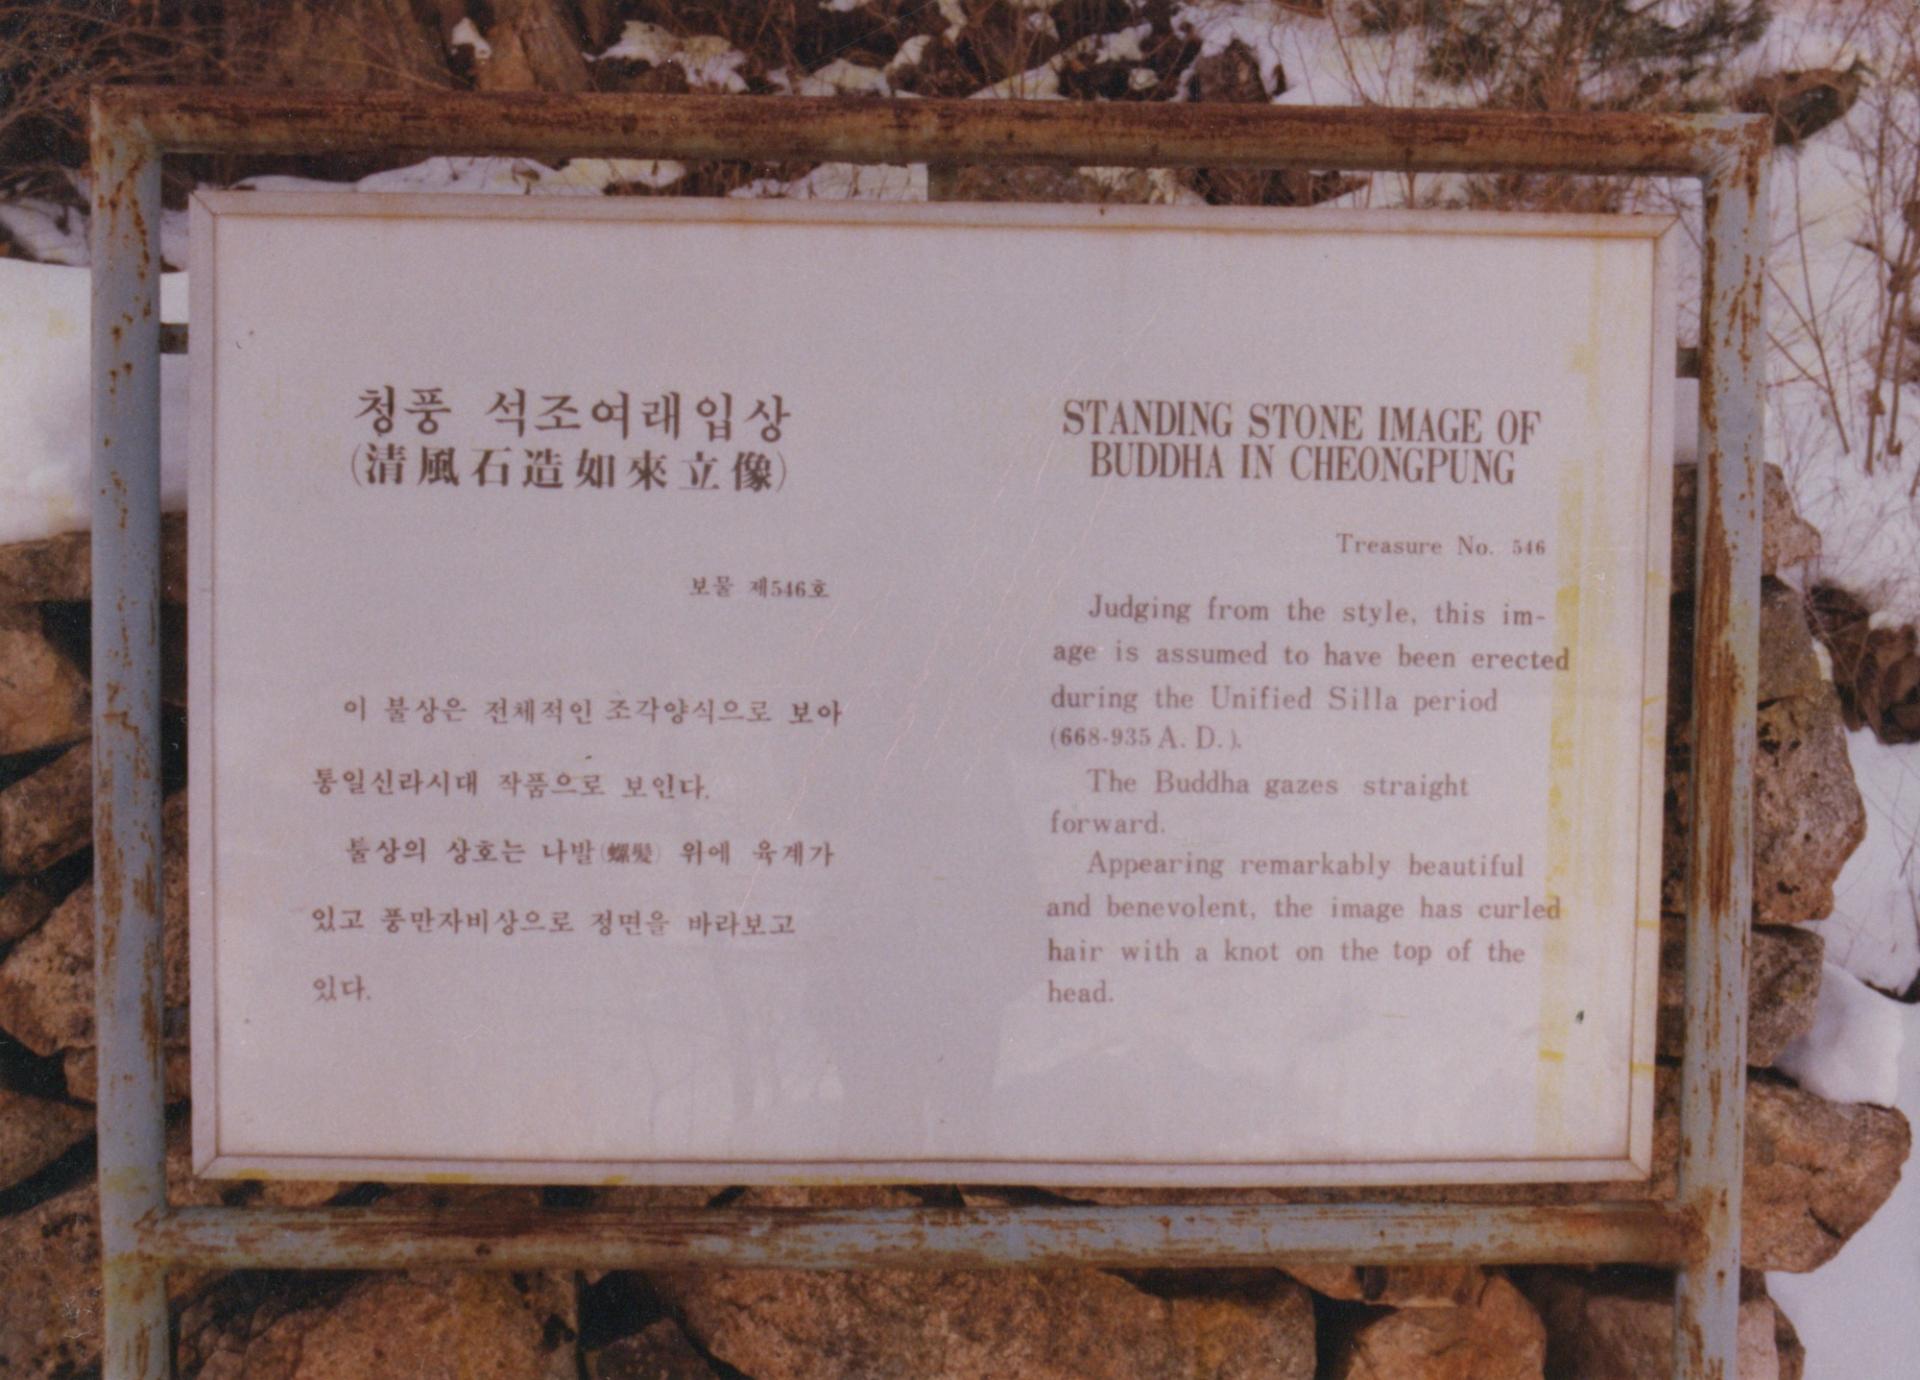 청풍 석조여래입상
(清風石造如來立像)
보물 제546호
이 불상은 전체적인 조각양식으로 보아
통일신라시대 작품으로 보인다.
불상의 상호는 나발(螺髮) 위에 육계가
있고 풍만자비상으로 정면을 바라보고
있다.
STANDING STONE IMAGE OF
BUDDHA IN CHEONGPUNG
Treasure No. 546
Judging from the style, this im-
age is assumed to have been erected
during the Unified Silla period
(668-935 A. D.).
The Buddha gazes straight
forward.
Appearing remarkably beautiful
and benevolent, the image has curled
hair with a knot on the top of the
head.